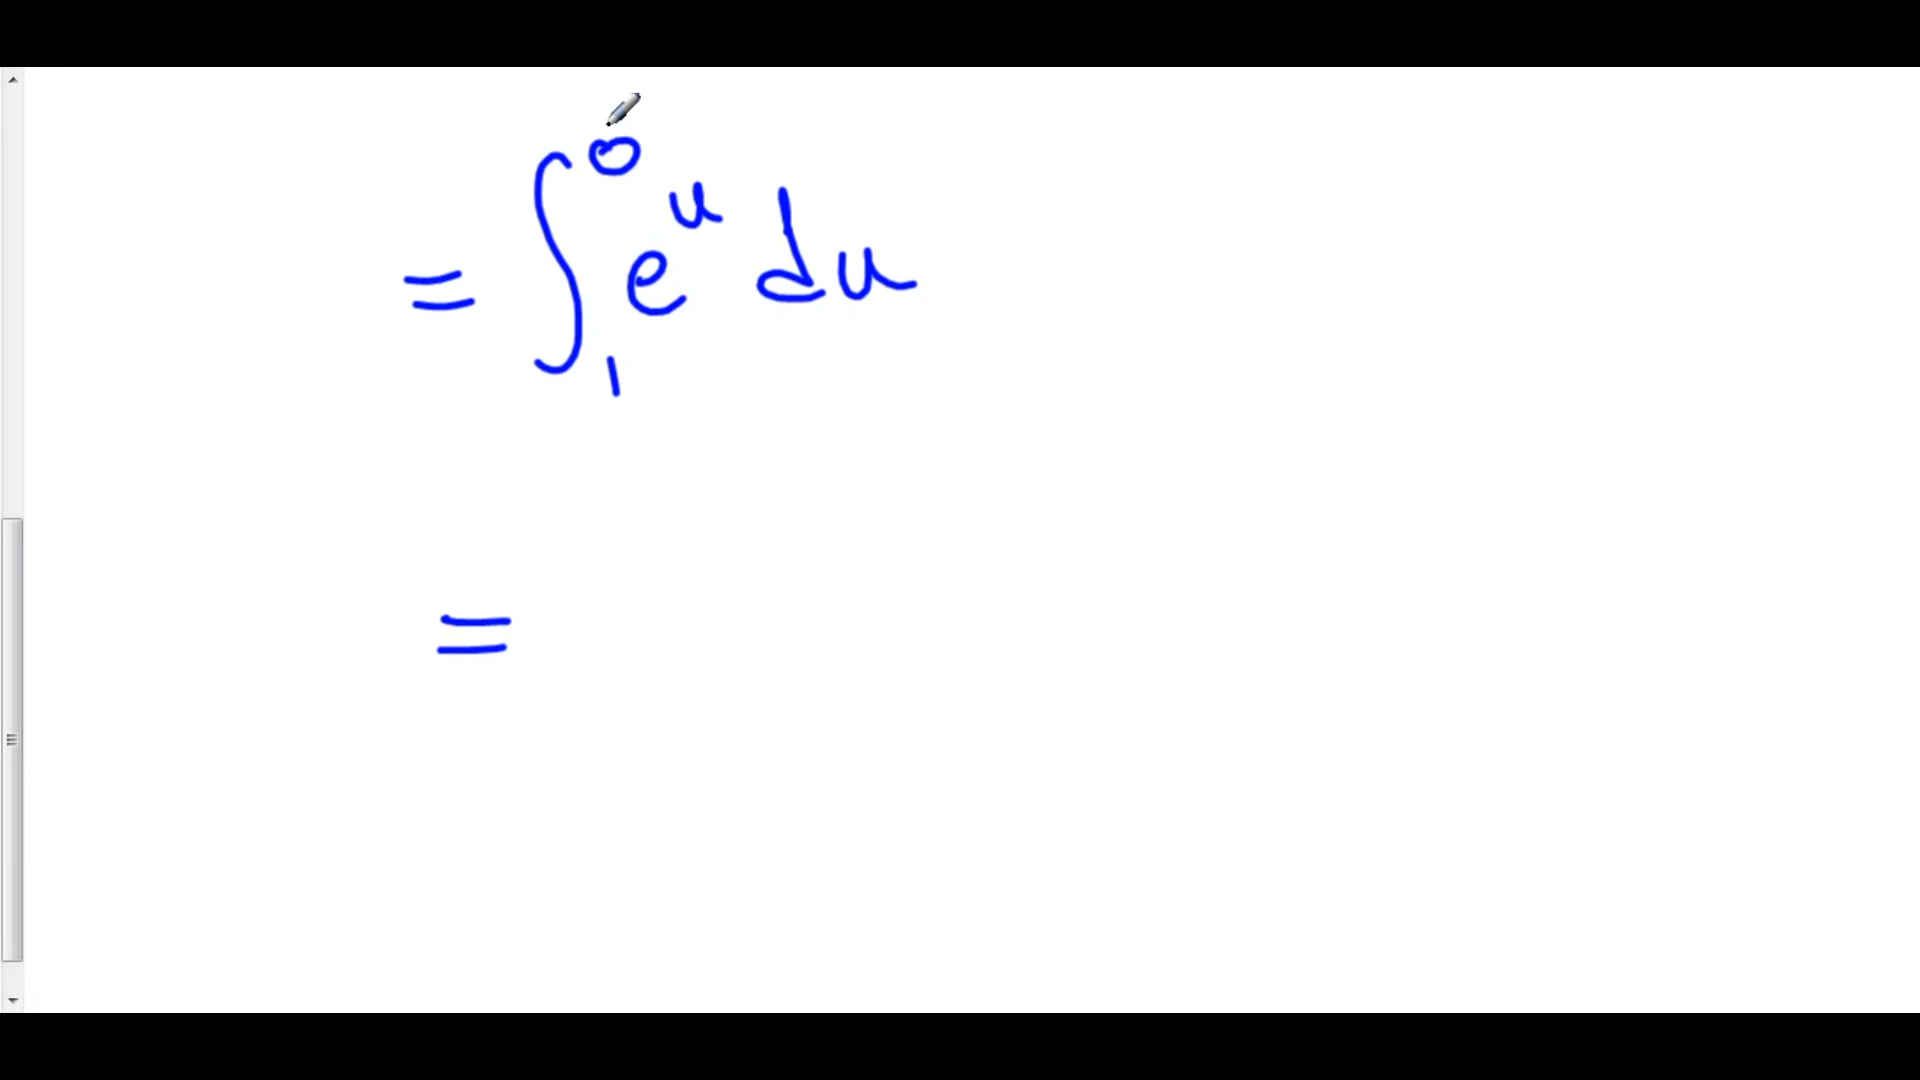 = ∫₁⁰ eᵘ du
=